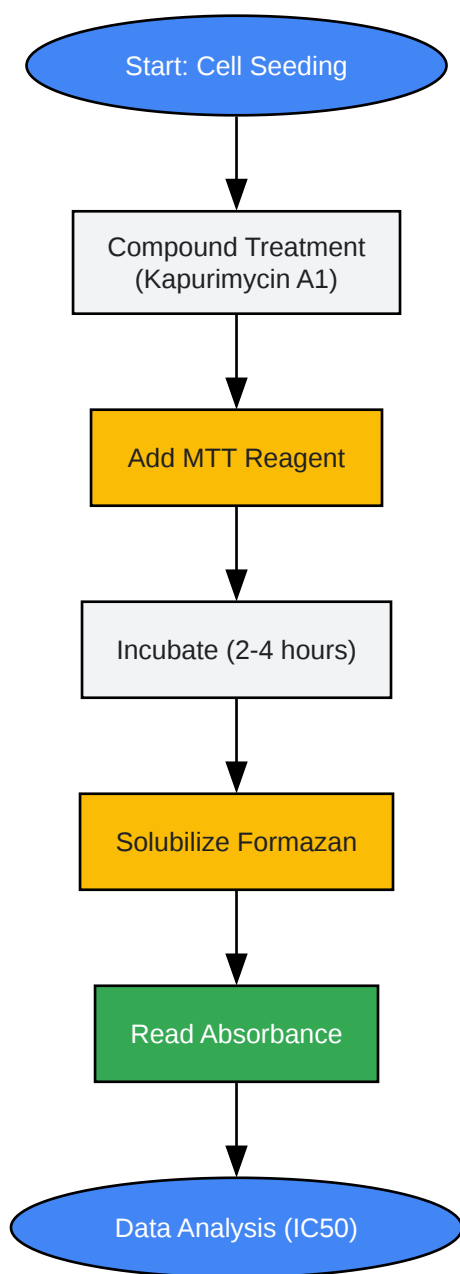 Start: Cell Seeding
Compound Treatment
(Kapurimycin A1)
Add MTT Reagent
Incubate (2-4 hours)
Solubilize Formazan
Read Absorbance
Data Analysis (IC50)